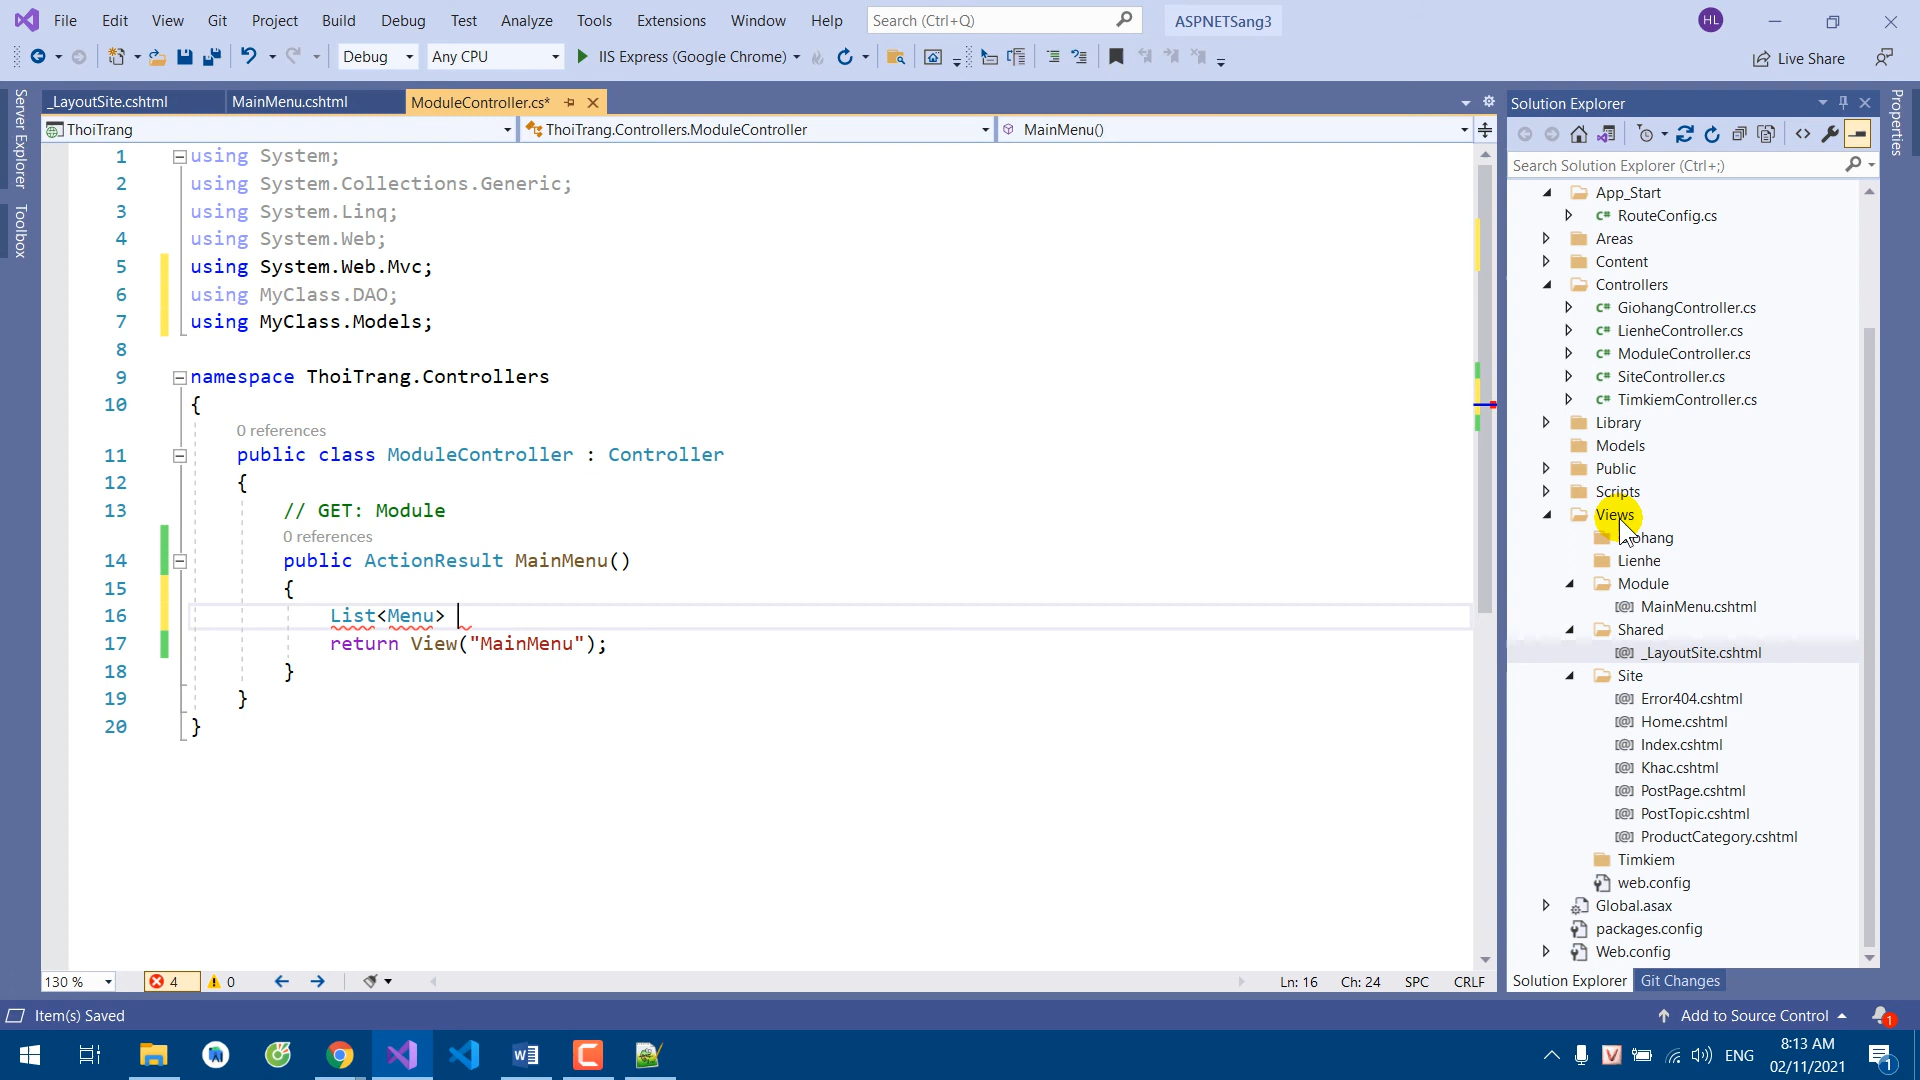 File Edit View Git Project Build Debug Test Analyze Tools Extensions Window Help Search (Ctrl+Q) ASPNETSang3 HL
Debug Any CPU IIS Express (Google Chrome) Live Share
Server Explorer
Toolbox
_LayoutSite.cshtml MainMenu.cshtml ModuleController.cs*
ThoiTrang ThoiTrang.Controllers.ModuleController MainMenu()
1 using System;
2 using System.Collections.Generic;
3 using System.Linq;
4 using System.Web;
5 using System.Web.Mvc;
6 using MyClass.DAO;
7 using MyClass.Models;
8
9 namespace ThoiTrang.Controllers
10 {
0 references
11 public class ModuleController : Controller
12 {
13 // GET: Module
0 references
14 public ActionResult MainMenu()
15 {
16 List<Menu>
17 return View("MainMenu");
18 }
19 }
20 }
130 % 4 0 Ln: 16 Ch: 24 SPC CRLF
Solution Explorer
Search Solution Explorer (Ctrl+;)
App_Start
C# RouteConfig.cs
Areas
Content
Controllers
C# GiohangController.cs
C# LienheController.cs
C# ModuleController.cs
C# SiteController.cs
C# TimkiemController.cs
Library
Models
Public
Scripts
Views
ohang
Lienhe
Module
[@] MainMenu.cshtml
Shared
[@] _LayoutSite.cshtml
Site
[@] Error404.cshtml
[@] Home.cshtml
[@] Index.cshtml
[@] Khac.cshtml
[@] PostPage.cshtml
[@] PostTopic.cshtml
[@] ProductCategory.cshtml
Timkiem
web.config
Global.asax
packages.config
Web.config
Solution Explorer Git Changes
Properties
Item(s) Saved Add to Source Control 1
ENG 8:13 AM
02/11/2021 1